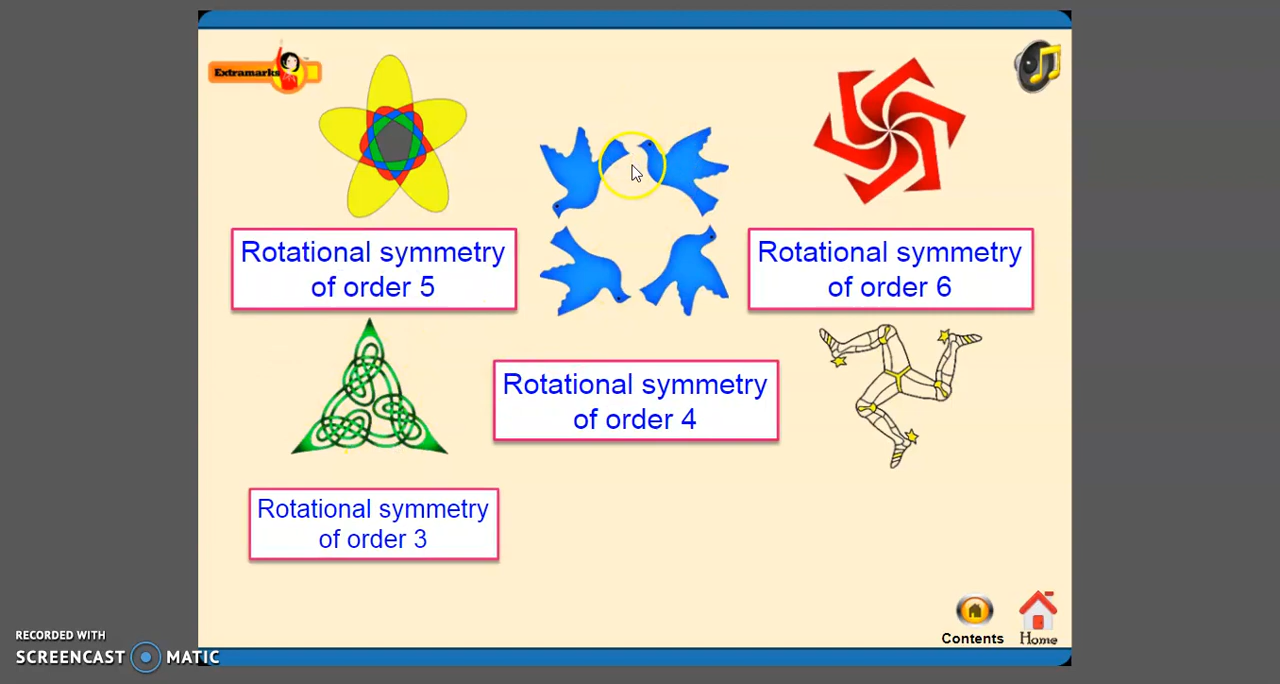 Extramarks
Rotational symmetry
of order 5
Rotational symmetry
of order 6
Rotational symmetry
of order 4
Rotational symmetry
of order 3
Contents
Home
RECORDED WITH
SCREENCAST MATIC